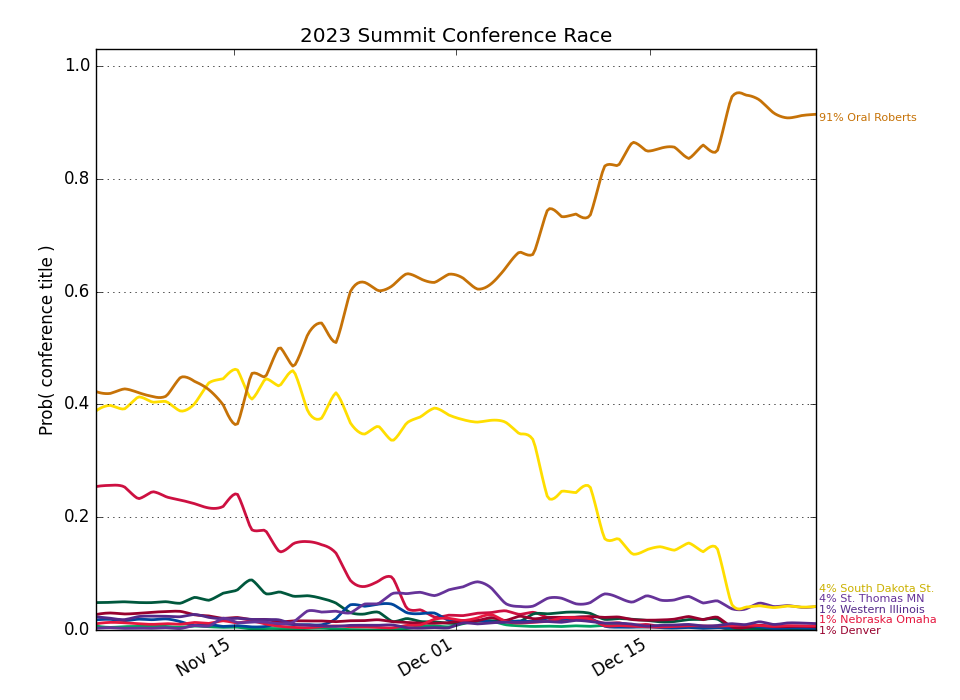 2023 Summit Conference Race
Prob( conference title )
1.0
0.8
0.6
0.4
0.2
0.0
Nov 15
Dec 01
Dec 15
91% Oral Roberts
4% South Dakota St.
4% St. Thomas MN
1% Western Illinois
1% Nebraska Omaha
1% Denver